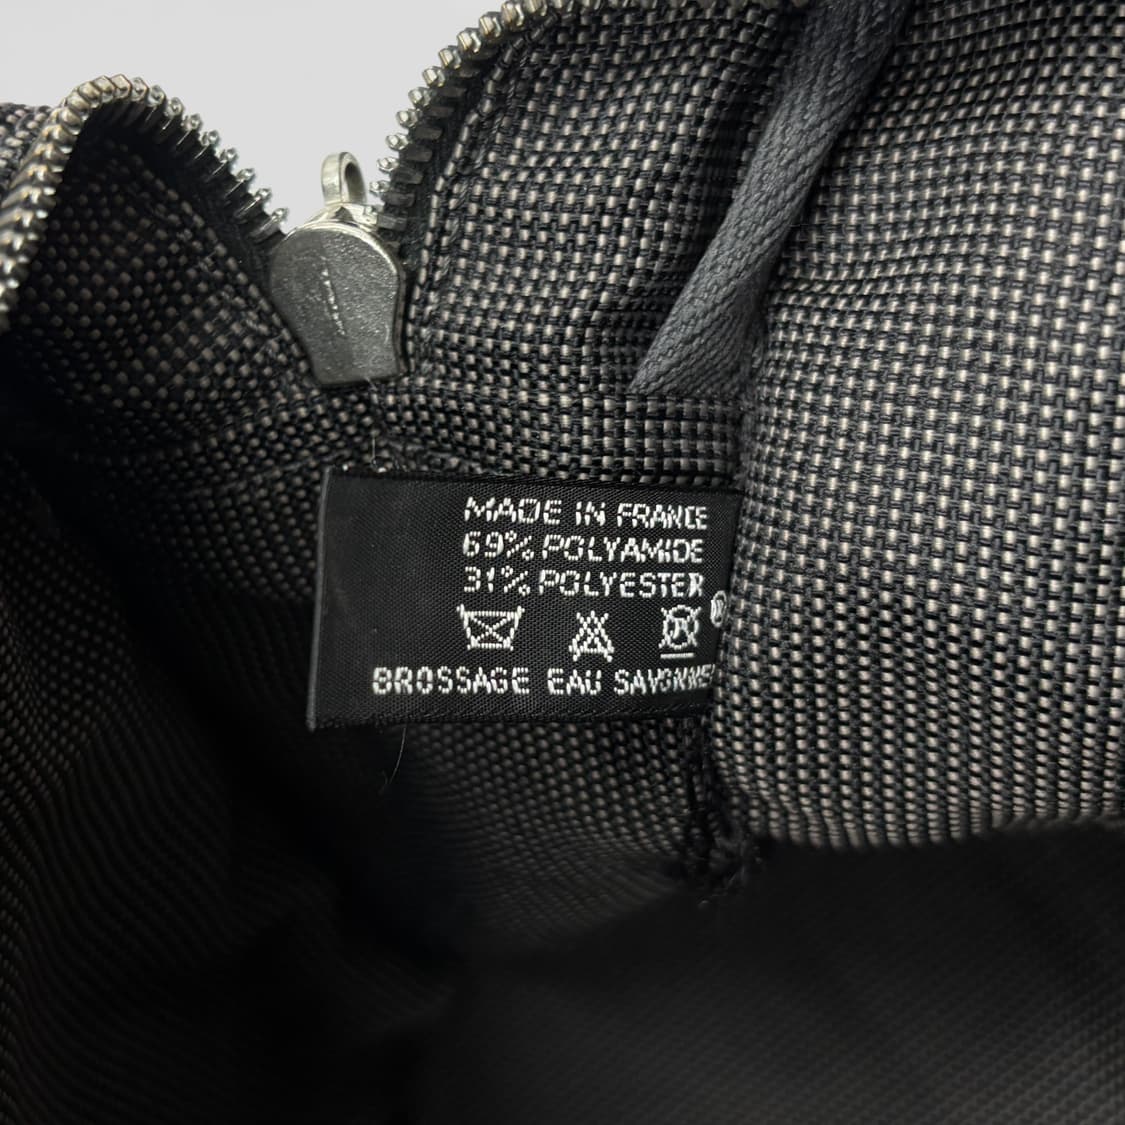 MADE IN FRANCE
69% POLYAMIDE
31% POLYESTER
®
BROSSAGE EAU